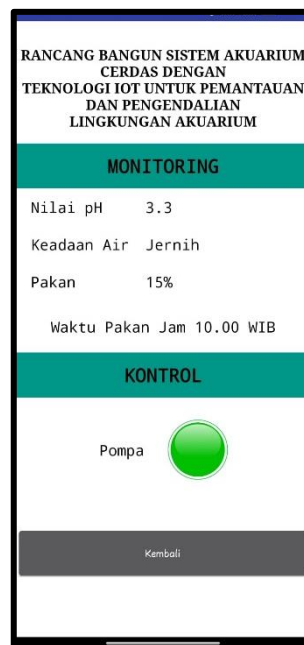 RANCANG BANGUN SISTEM AKUARIUM
CERDAS DENGAN
TEKNOLOGI IOT UNTUK PEMANTAUAN
DAN PENGENDALIAN
LINGKUNGAN AKUARIUM
MONITORING
Nilai pH 3.3
Keadaan Air Jernih
Pakan 15%
Waktu Pakan Jam 10.00 WIB
KONTROL
Pompa
Kembali